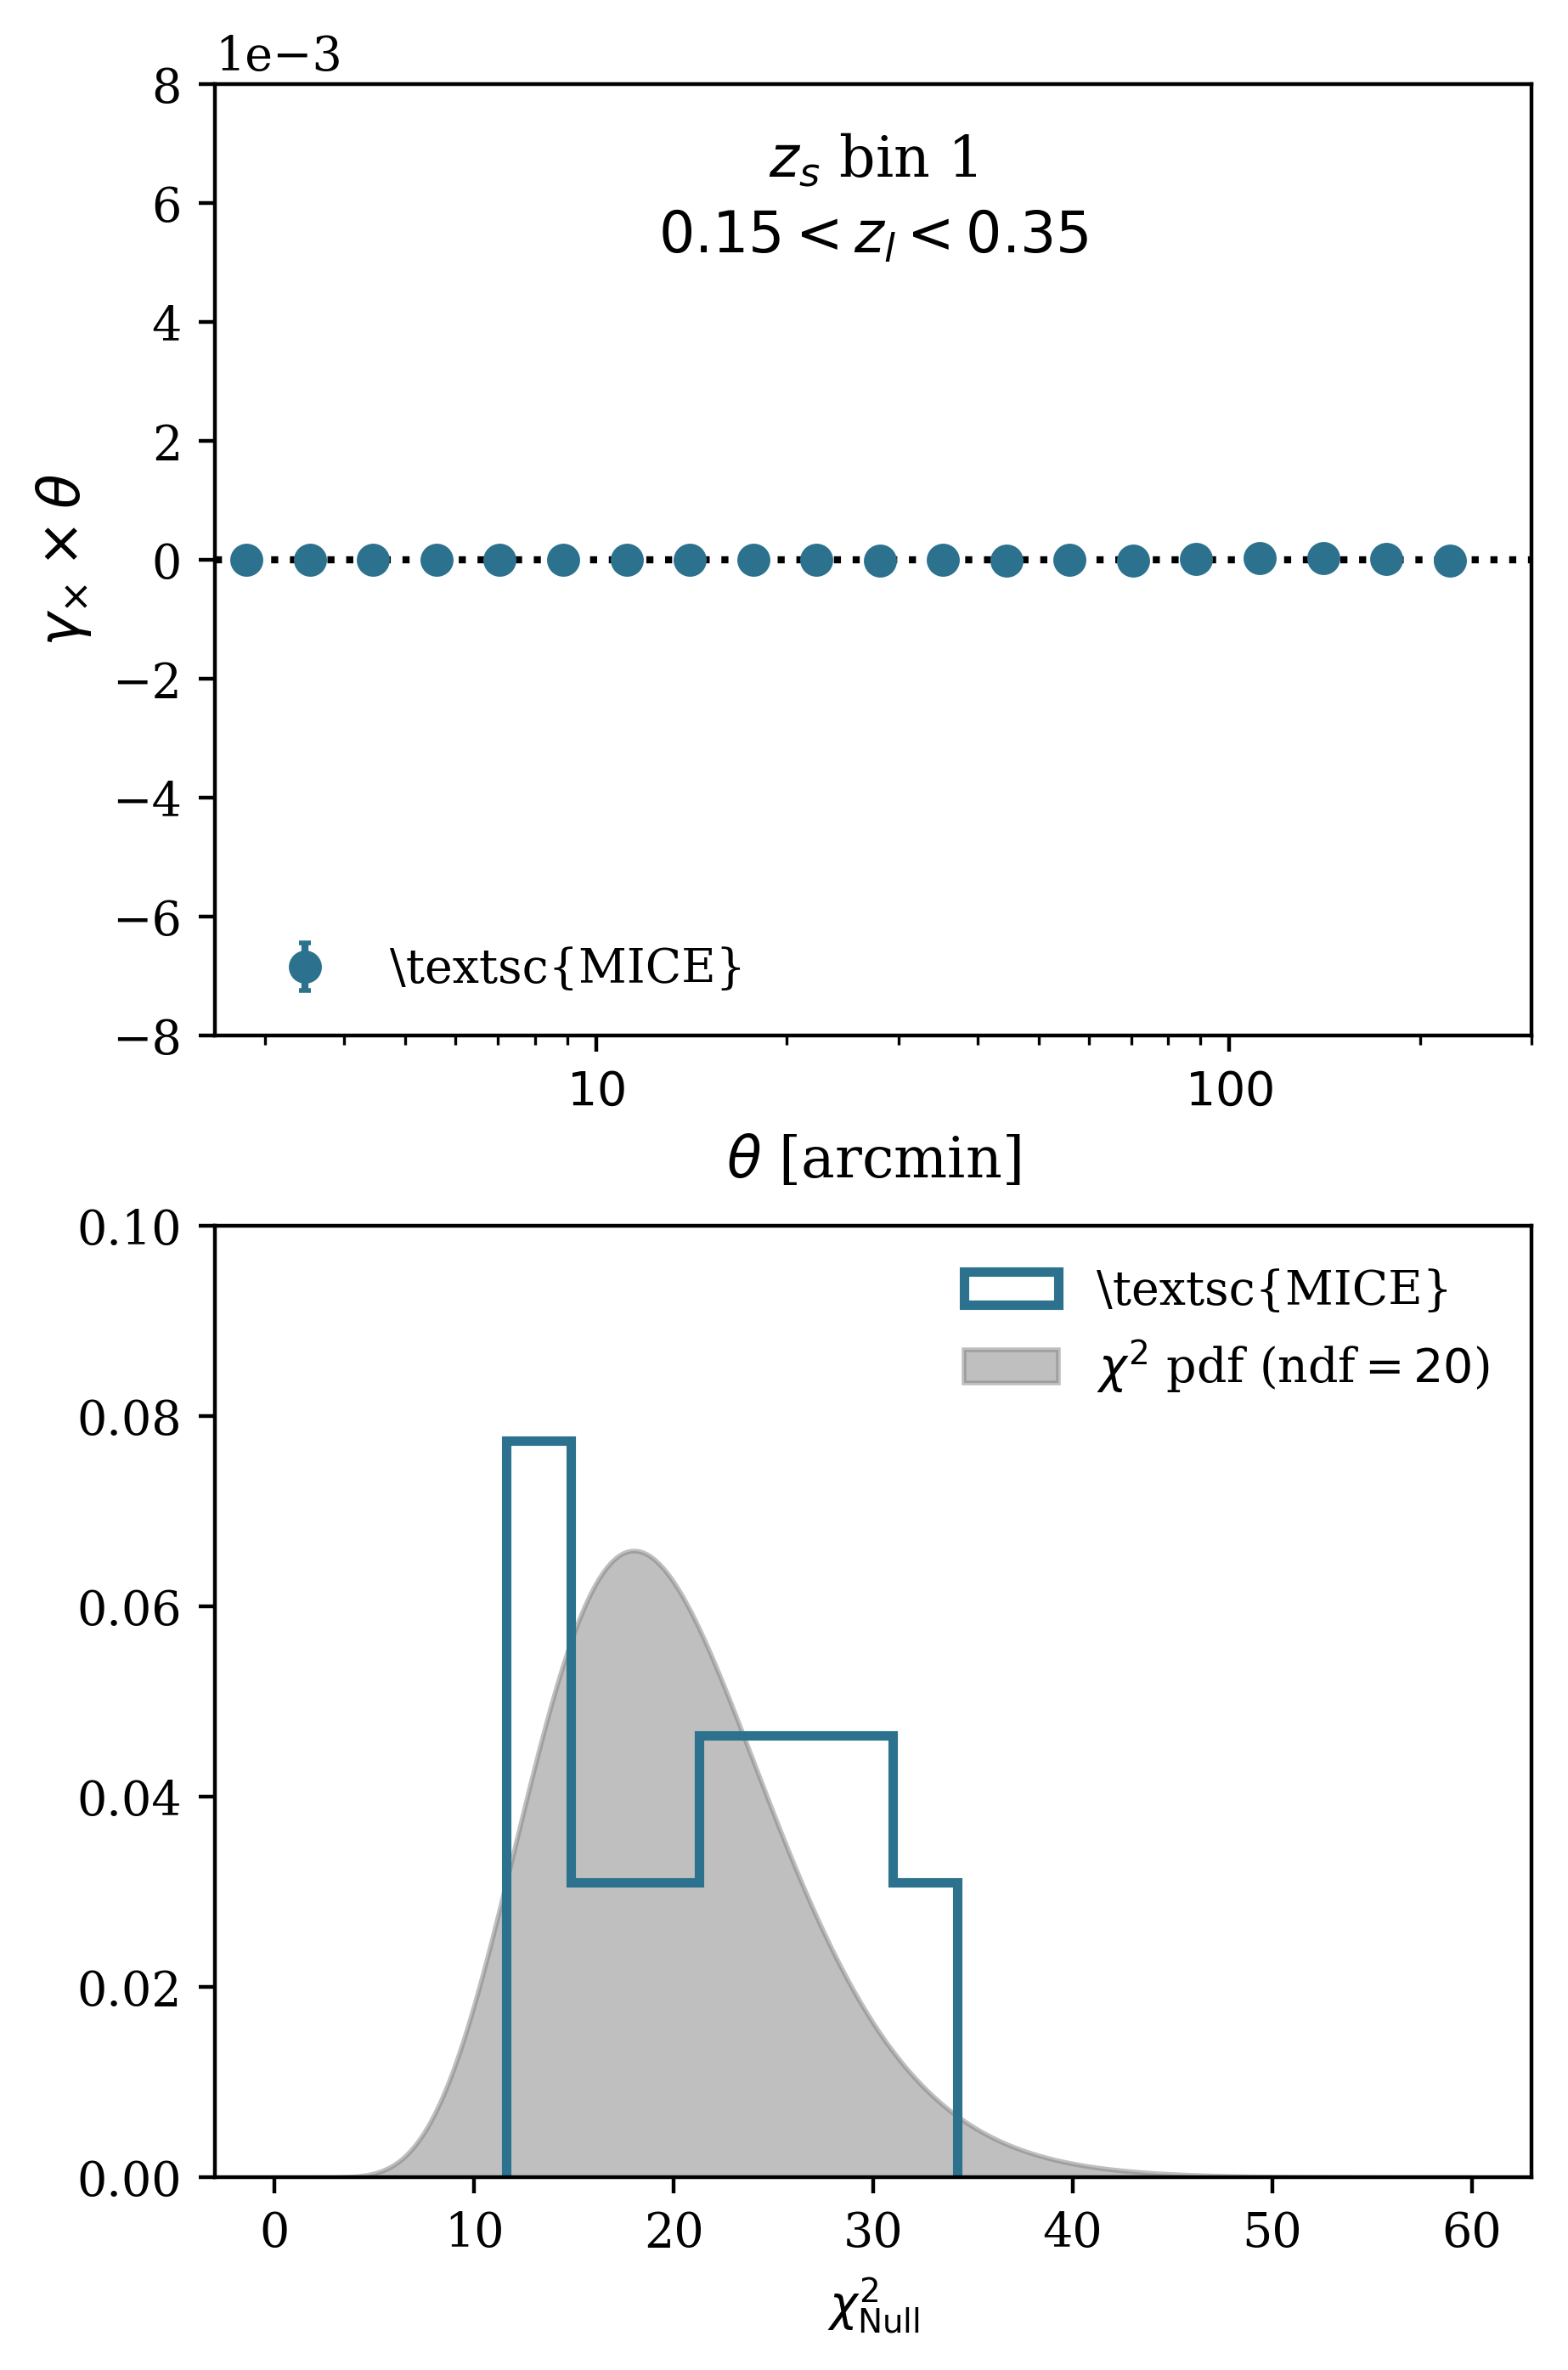 1e−3
8
6
4
2
0
−2
−4
−6
−8
γ× × θ
z_s bin 1
0.15 < z_l < 0.35
\textsc{MICE}
10 100
θ [arcmin]
0.10
0.08
0.06
0.04
0.02
0.00
\textsc{MICE}
χ² pdf (ndf = 20)
0 10 20 30 40 50 60
χ²_Null